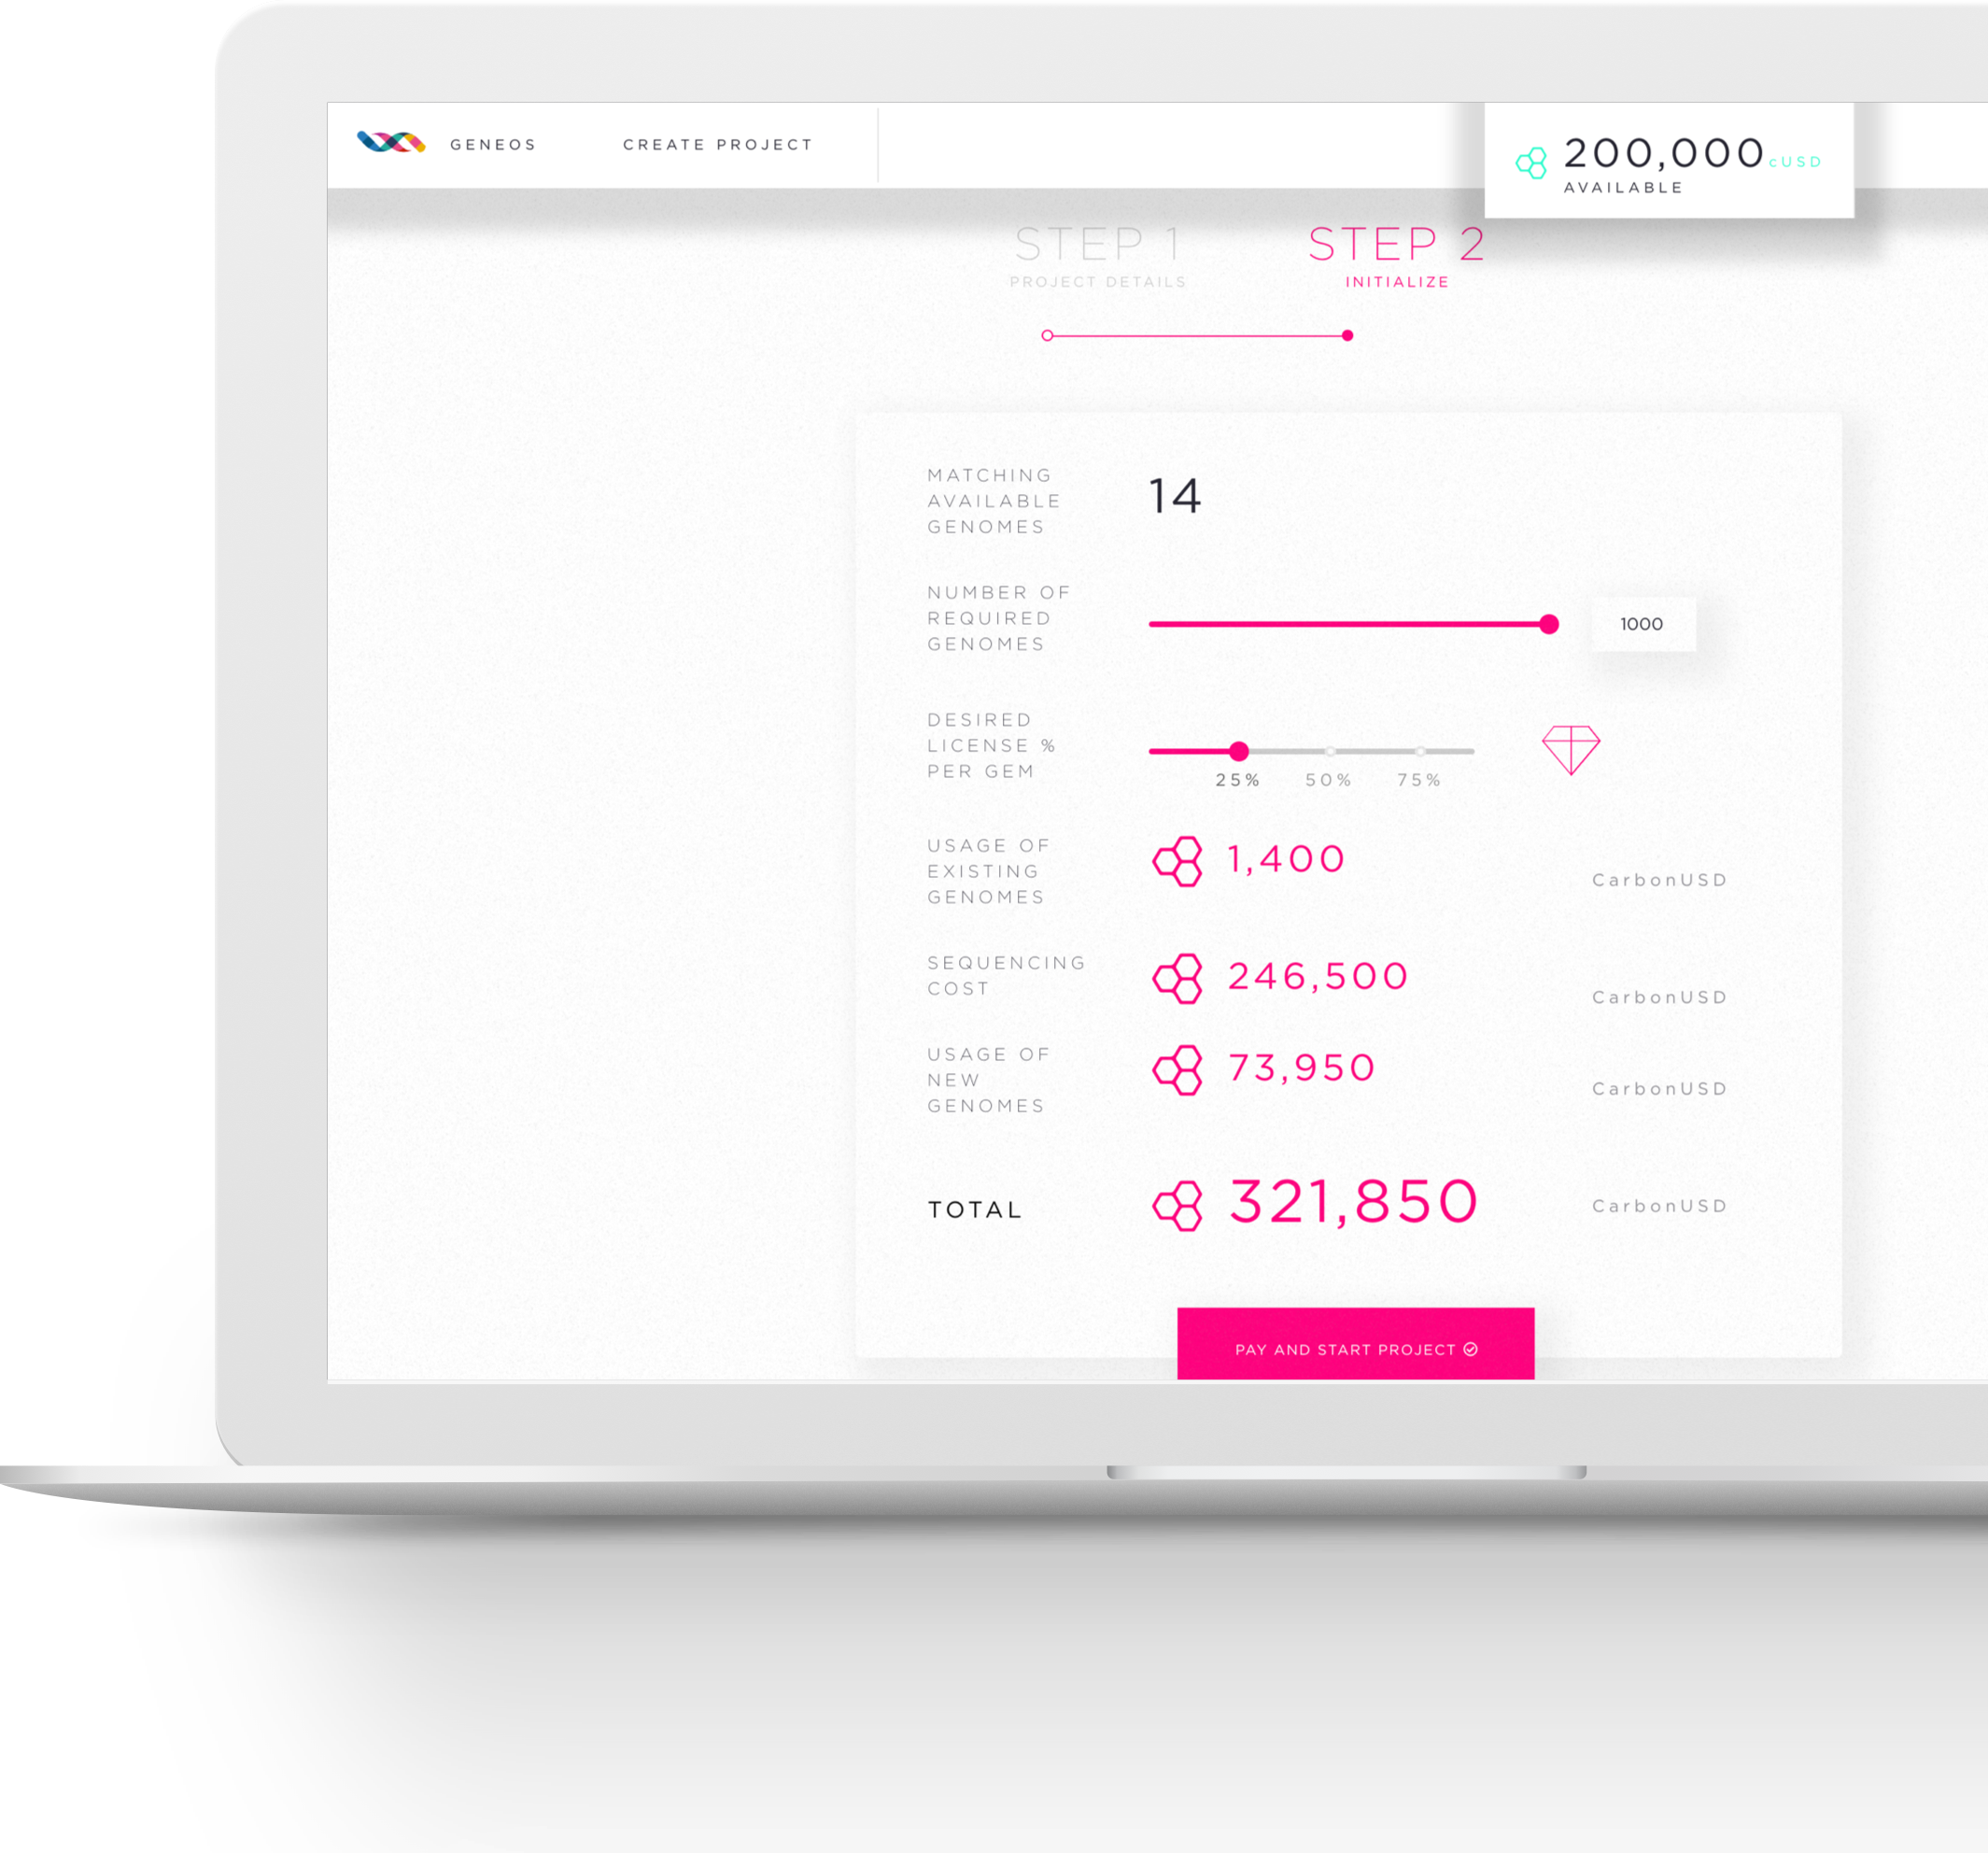 GENEOS
CREATE PROJECT
200,000 cUSD
AVAILABLE
STEP 1
PROJECT DETAILS
STEP 2
INITIALIZE
MATCHING
AVAILABLE
GENOMES
14
NUMBER OF
REQUIRED
GENOMES
1000
DESIRED
LICENSE %
PER GEM
25%
50%
75%
USAGE OF
EXISTING
GENOMES
1,400
CarbonUSD
SEQUENCING
COST
246,500
CarbonUSD
USAGE OF
NEW
GENOMES
73,950
CarbonUSD
TOTAL
321,850
CarbonUSD
PAY AND START PROJECT